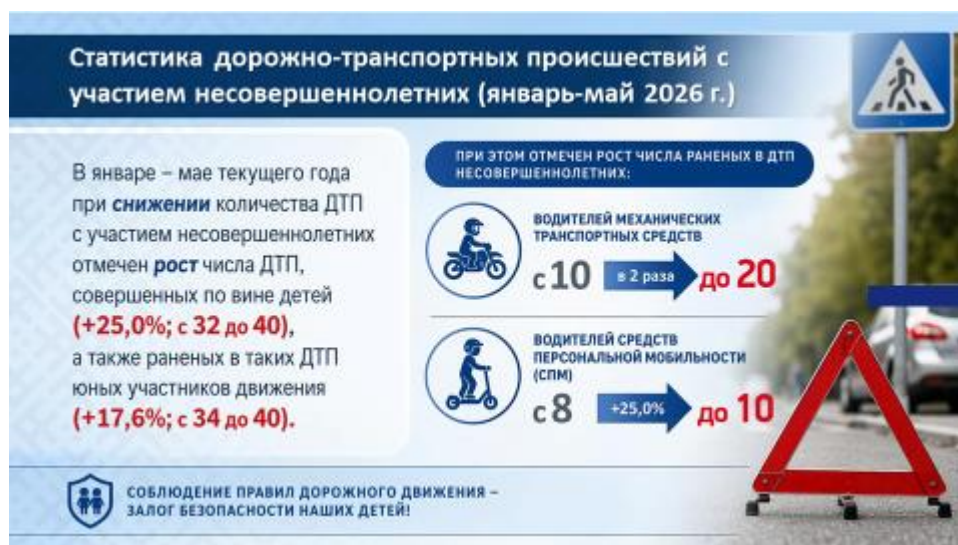 Статистика дорожно-транспортных происшествий с
участием несовершеннолетних (январь-май 2026 г.)
В январе – мае текущего года
при снижении количества ДТП
с участием несовершеннолетних
отмечен рост числа ДТП,
совершенных по вине детей
(+25,0%; с 32 до 40),
а также раненых в таких ДТП
юных участников движения
(+17,6%; с 34 до 40).
ПРИ ЭТОМ ОТМЕЧЕН РОСТ ЧИСЛА РАНЕНЫХ В ДТП
НЕСОВЕРШЕННОЛЕТНИХ:
ВОДИТЕЛЕЙ МЕХАНИЧЕСКИХ
ТРАНСПОРТНЫХ СРЕДСТВ
с 10 в 2 раза до 20
ВОДИТЕЛЕЙ СРЕДСТВ
ПЕРСОНАЛЬНОЙ МОБИЛЬНОСТИ
(СПМ)
с 8 +25,0% до 10
СОБЛЮДЕНИЕ ПРАВИЛ ДОРОЖНОГО ДВИЖЕНИЯ –
ЗАЛОГ БЕЗОПАСНОСТИ НАШИХ ДЕТЕЙ!